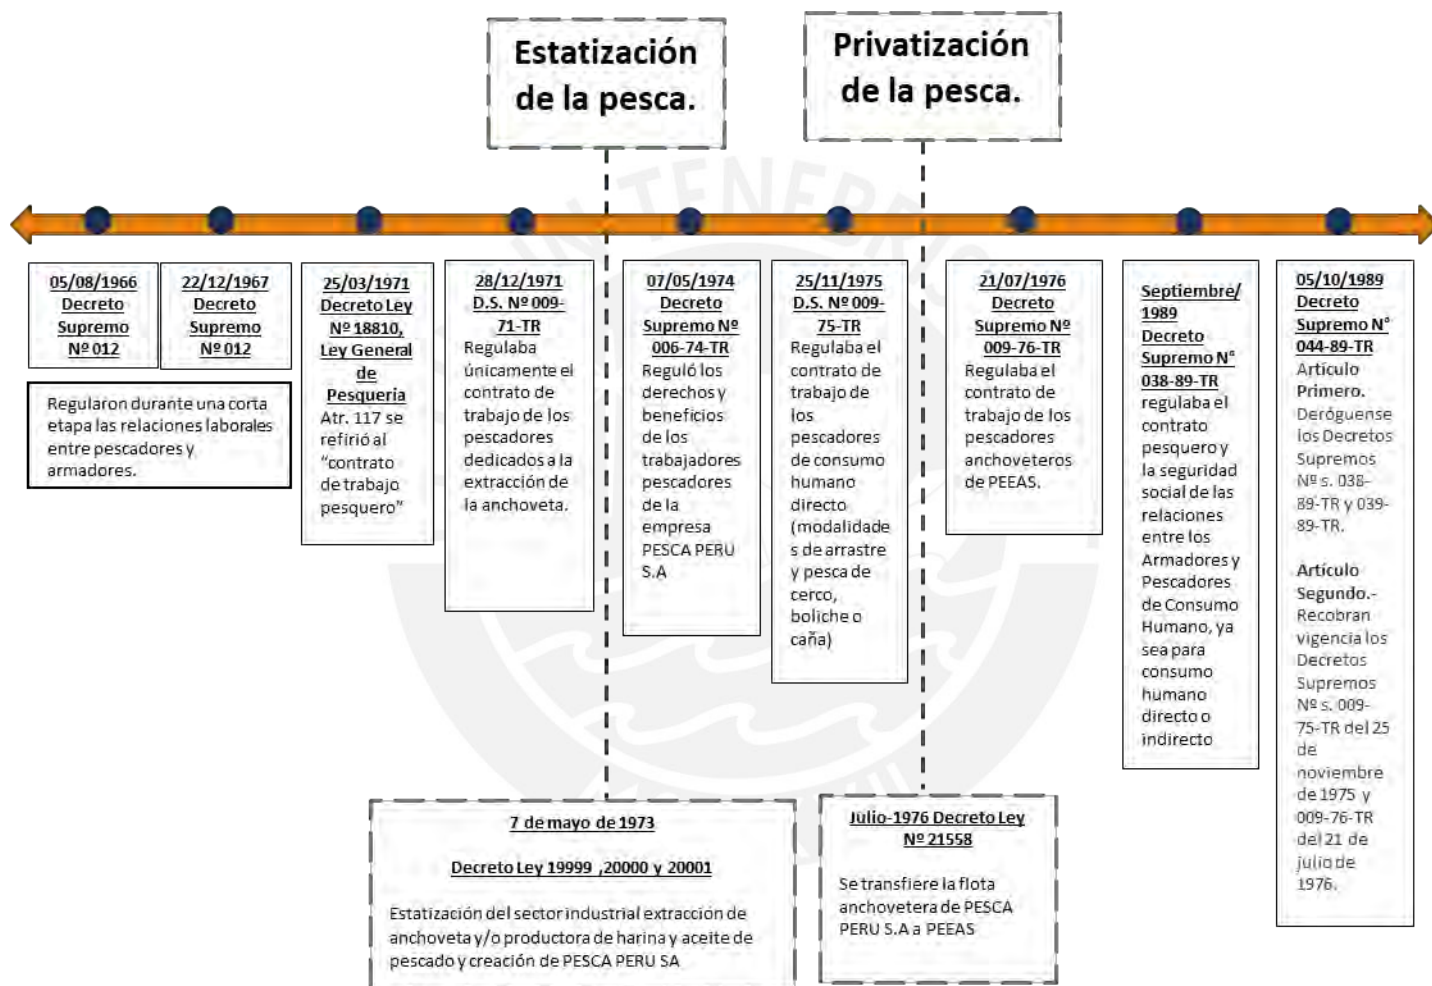 Estatización
de la pesca.
Privatización
de la pesca.
05/08/1966
Decreto
Supremo
Nº 012
22/12/1967
Decreto
Supremo
Nº 012
Regularon durante una corta
etapa las relaciones laborales
entre pescadores y
armadores.
25/03/1971
Decreto Ley
Nº 18810,
Ley General
de
Pesquería
Atr. 117 se
refirió al
“contrato
de trabajo
pesquero”
28/12/1971
D.S. Nº 009-
71-TR
Regulaba
únicamente el
contrato de
trabajo de los
pescadores
dedicados a la
extracción de
la anchoveta.
07/05/1974
Decreto
Supremo Nº
006-74-TR
Reguló los
derechos y
beneficios
de los
trabajadores
pescadores
de la
empresa
PESCA PERU
S.A
25/11/1975
D.S. Nº 009-
75-TR
Regulaba el
contrato de
trabajo de
los
pescadores
de consumo
humano
directo
(modalidade
s de arrastre
y pesca de
cerco,
boliche o
caña)
21/07/1976
Decreto
Supremo Nº
009-76-TR
Regulaba el
contrato de
trabajo de los
pescadores
anchoveteros
de PEEAS.
Septiembre/
1989
Decreto
Supremo N°
038-89-TR
regulaba el
contrato
pesquero y
la seguridad
social de las
relaciones
entre los
Armadores y
Pescadores
de Consumo
Humano, ya
sea para
consumo
humano
directo o
indirecto
05/10/1989
Decreto
Supremo N°
044-89-TR
Artículo
Primero.
Deróguense
los Decretos
Supremos
Nº s. 038-
89-TR y 039-
89-TR.
Artículo
Segundo.-
Recobran
vigencia los
Decretos
Supremos
Nº s. 009-
75-TR del 25
de
noviembre
de 1975 y
009-76-TR
del 21 de
julio de
1976.
7 de mayo de 1973
Decreto Ley 19999 ,20000 y 20001
Estatización del sector industrial extracción de
anchoveta y/o productora de harina y aceite de
pescado y creación de PESCA PERU SA
Julio-1976 Decreto Ley
Nº 21558
Se transfiere la flota
anchovetera de PESCA
PERU S.A a PEEAS
IN TENEBRIS